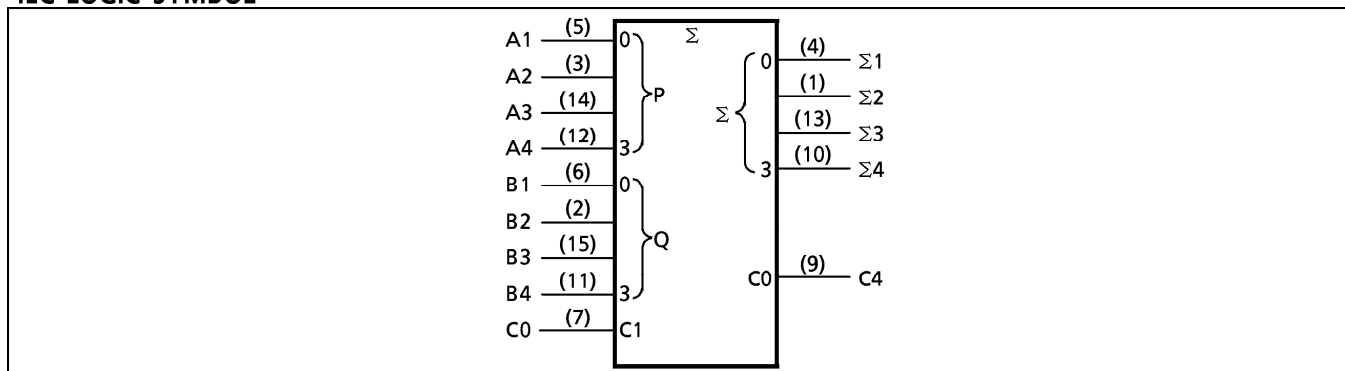 IEC LOGIC SYMBOL
Σ
A1 (5) 0
A2 (3)
A3 (14)
A4 (12) 3
P
B1 (6) 0
B2 (2)
B3 (15)
B4 (11) 3
Q
C0 (7) C1
Σ
0 (4) Σ1
(1) Σ2
(13) Σ3
3 (10) Σ4
C0 (9) C4